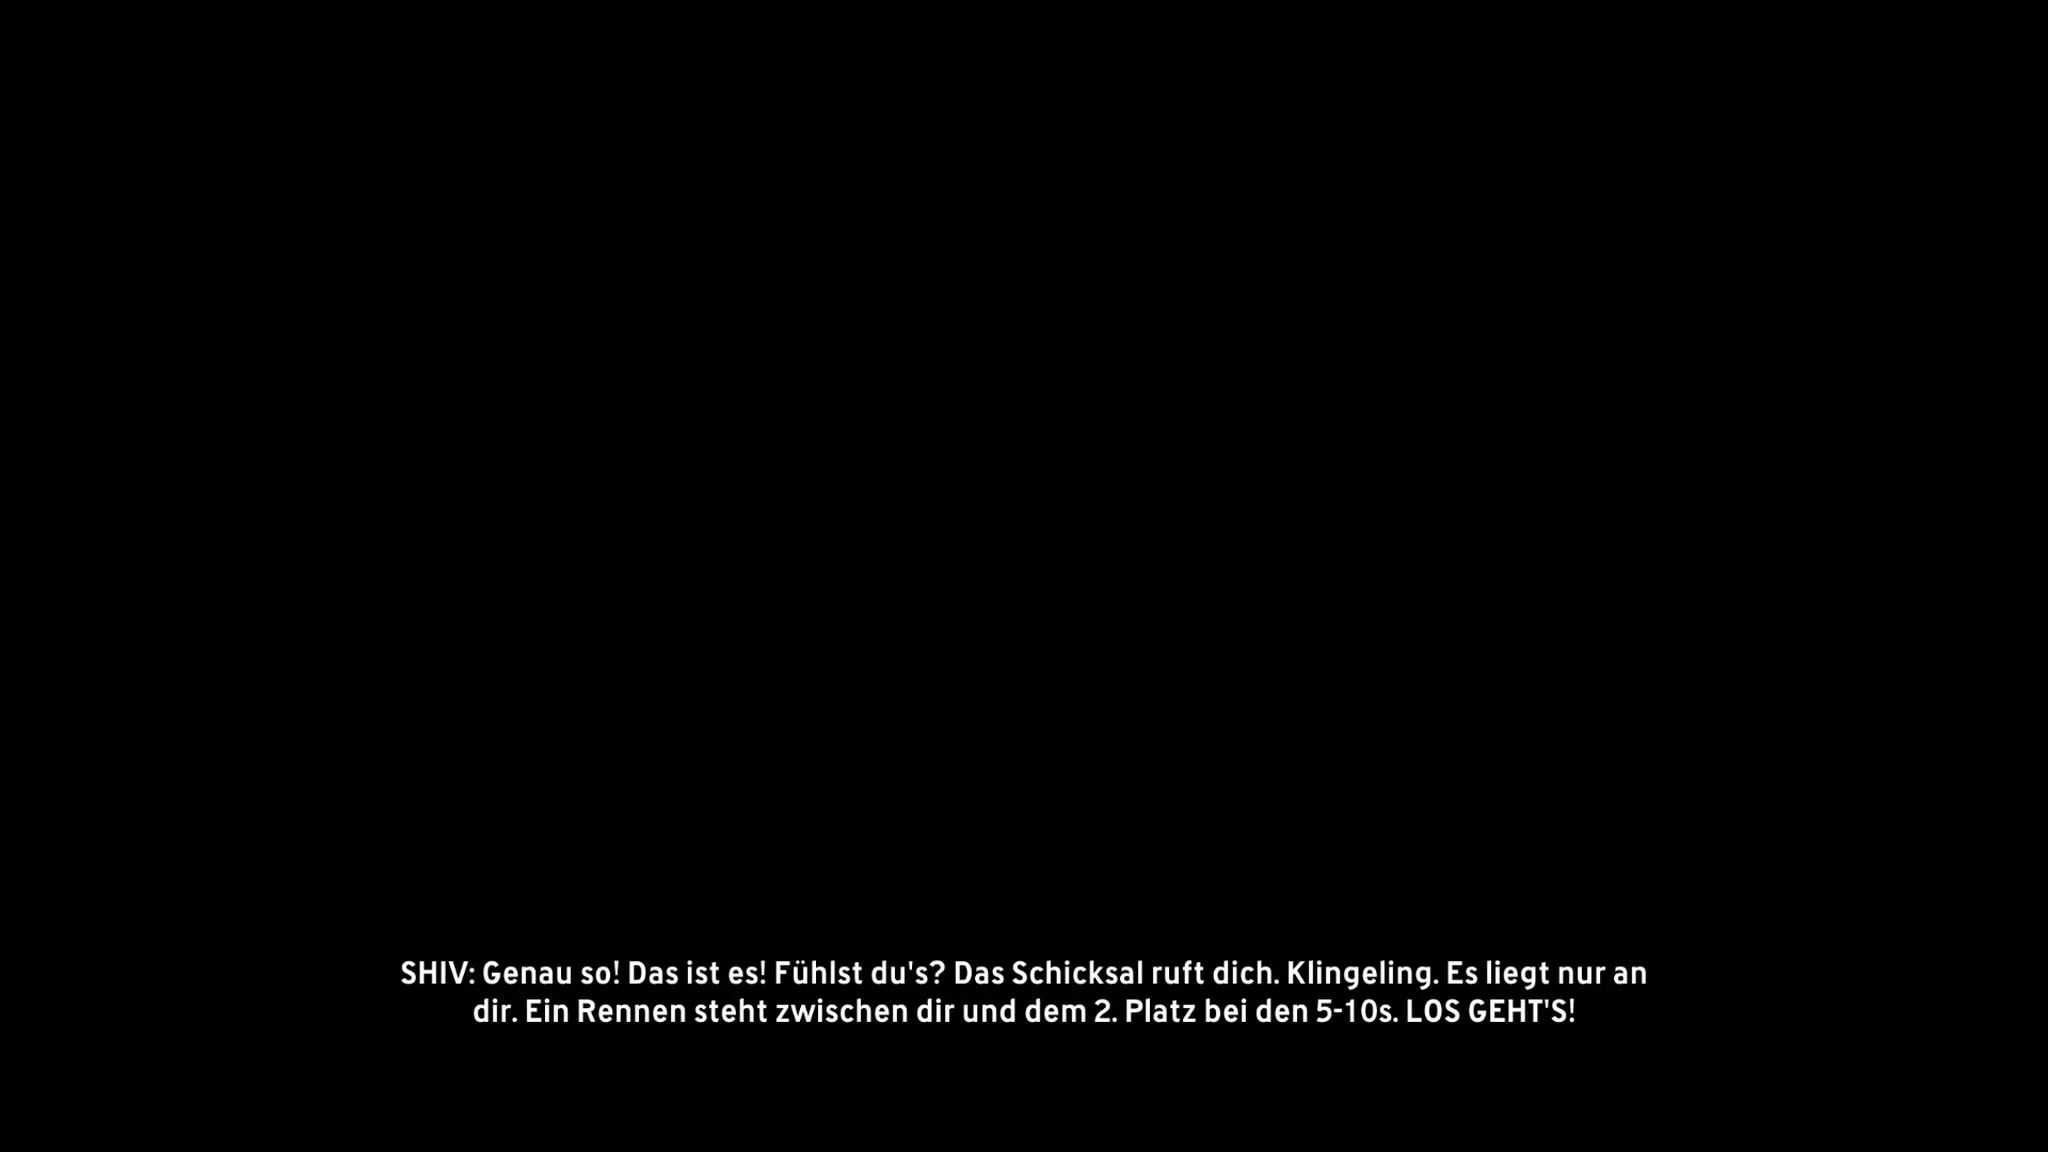 SHIV: Genau so! Das ist es! Fühlst du's? Das Schicksal ruft dich. Klingeling. Es liegt nur an
dir. Ein Rennen steht zwischen dir und dem 2. Platz bei den 5-10s. LOS GEHT'S!